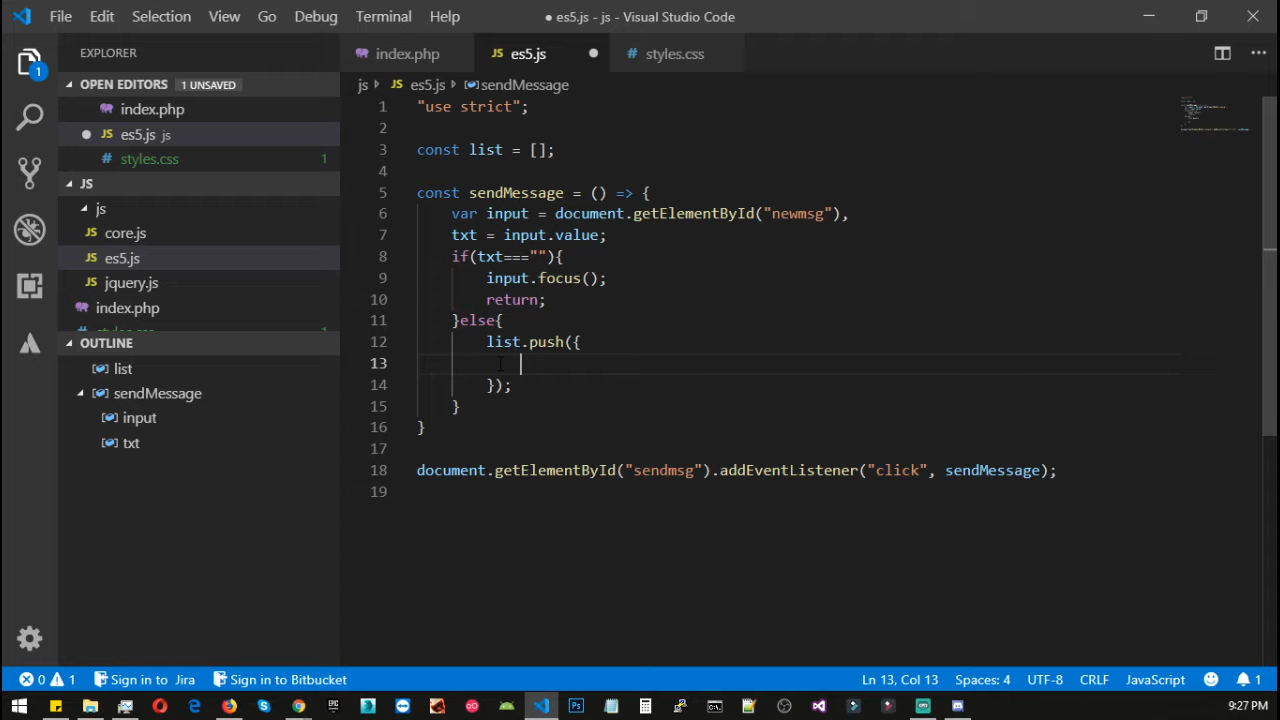 File Edit Selection View Go Debug Terminal Help ● es5.js - js - Visual Studio Code
EXPLORER
OPEN EDITORS 1 UNSAVED
index.php
es5.js js
styles.css 1
JS
js
core.js
es5.js
jquery.js
index.php
styles.css
OUTLINE
list
sendMessage
input
txt
index.php JS es5.js # styles.css
js JS es5.js sendMessage
1 "use strict";
2
3 const list = [];
4
5 const sendMessage = () => {
6 var input = document.getElementById("newmsg"),
7 txt = input.value;
8 if(txt===""){
9 input.focus();
10 return;
11 }else{
12 list.push({
13
14 });
15 }
16 }
17
18 document.getElementById("sendmsg").addEventListener("click", sendMessage);
19
0 1 Sign in to Jira Sign in to Bitbucket Ln 13, Col 13 Spaces: 4 UTF-8 CRLF JavaScript 1
9:27 PM